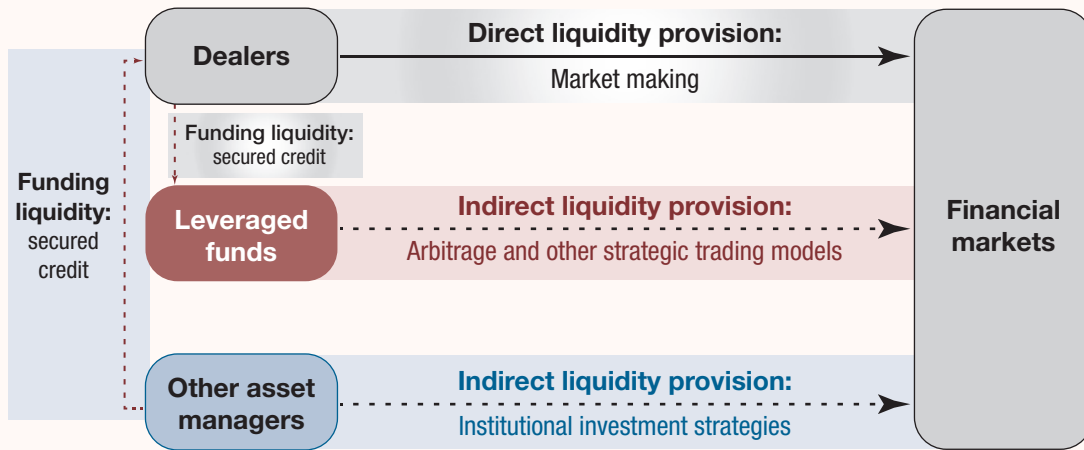 Dealers
Direct liquidity provision:
Market making
Funding liquidity:
secured credit
Funding
liquidity:
secured
credit
Leveraged
funds
Indirect liquidity provision:
Arbitrage and other strategic trading models
Financial
markets
Other asset
managers
Indirect liquidity provision:
Institutional investment strategies